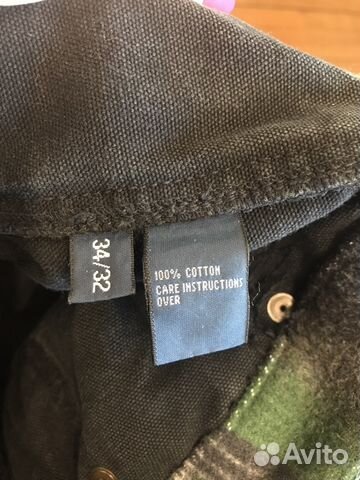 34/32
100% COTTON
CARE INSTRUCTIONS
OVER
Avito